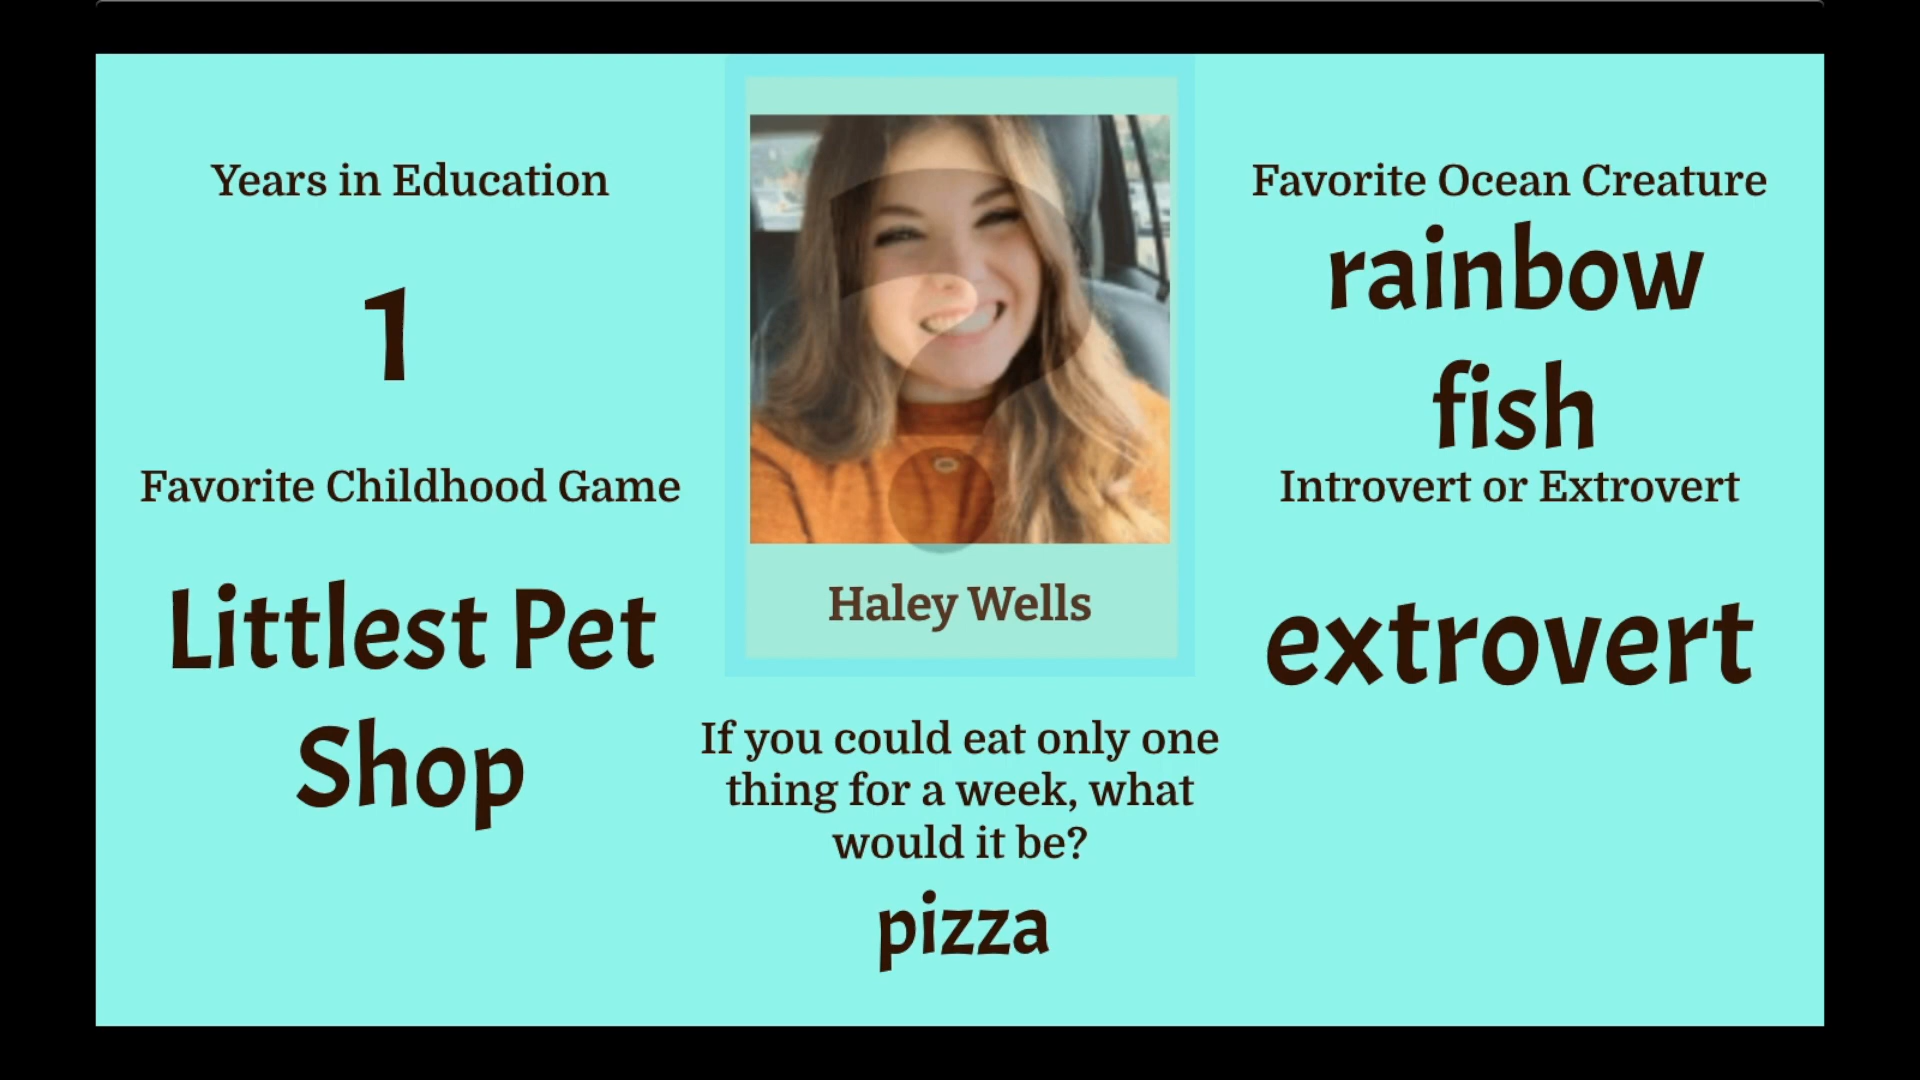 Years in Education
1
Favorite Childhood Game
Littlest Pet
Shop
Haley Wells
If you could eat only one
thing for a week, what
would it be?
pizza
Favorite Ocean Creature
rainbow
fish
Introvert or Extrovert
extrovert